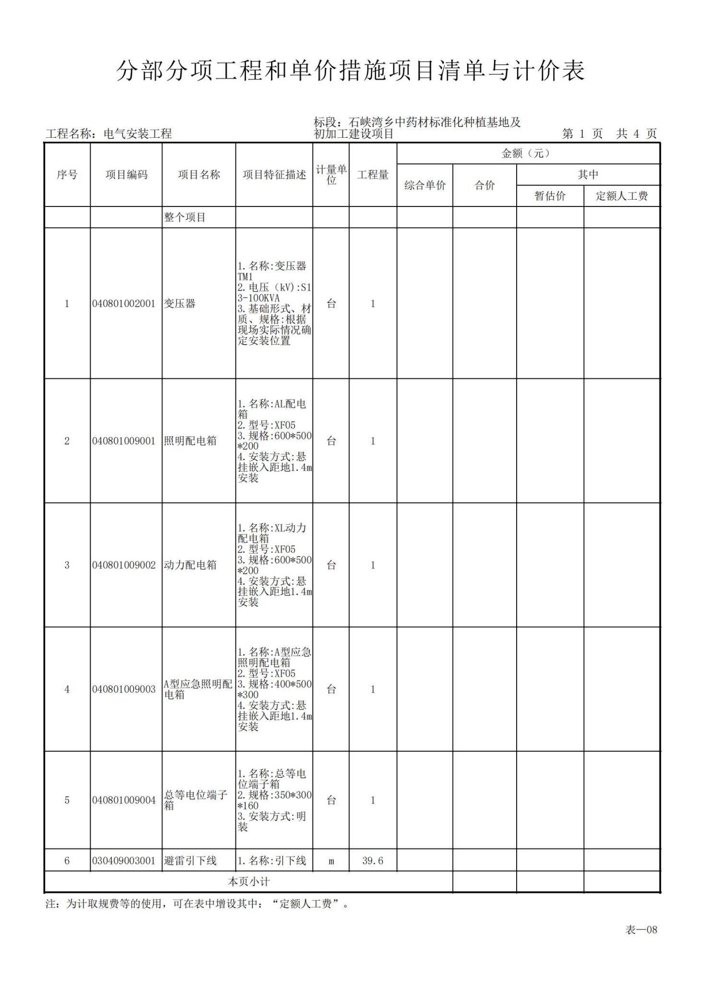 分部分项工程和单价措施项目清单与计价表
标段：石峡湾乡中药材标准化种植基地及
工程名称：电气安装工程 初加工建设项目 第 1 页 共 4 页
序号 项目编码 项目名称 项目特征描述 计量单
位 工程量 金额（元）
综合单价 合价 其中
暂估价 定额人工费
整个项目
1 040801002001 变压器 1.名称:变压器
TM1
2.电压（kV):S1
3-100KVA
3.基础形式、材
质、规格:根据
现场实际情况确
定安装位置 台 1
2 040801009001 照明配电箱 1.名称:AL配电
箱
2.型号:XF05
3.规格:600*500
*200
4.安装方式:悬
挂嵌入距地1.4m
安装 台 1
3 040801009002 动力配电箱 1.名称:XL动力
配电箱
2.型号:XF05
3.规格:600*500
*200
4.安装方式:悬
挂嵌入距地1.4m
安装 台 1
4 040801009003 A型应急照明配
电箱 1.名称:A型应急
照明配电箱
2.型号:XF05
3.规格:400*500
*300
4.安装方式:悬
挂嵌入距地1.4m
安装 台 1
5 040801009004 总等电位端子
箱 1.名称:总等电
位端子箱
2.规格:350*300
*160
3.安装方式:明
装 台 1
6 030409003001 避雷引下线 1.名称:引下线 m 39.6
本页小计
注：为计取规费等的使用，可在表中增设其中：“定额人工费”。
表—08